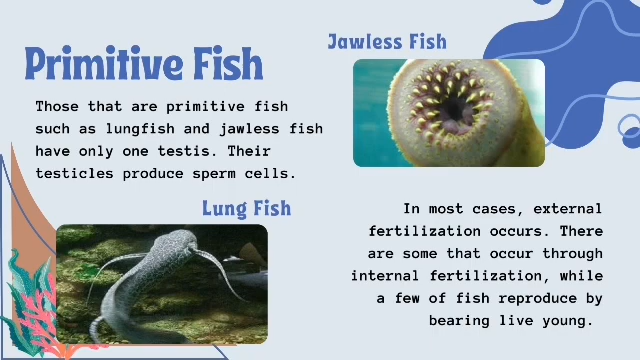 Primitive Fish
Those that are primitive fish
such as lungfish and jawless fish
have only one testis. Their
testicles produce sperm cells.
Jawless Fish
Lung Fish
In most cases, external
fertilization occurs. There
are some that occur through
internal fertilization, while
a few of fish reproduce by
bearing live young.